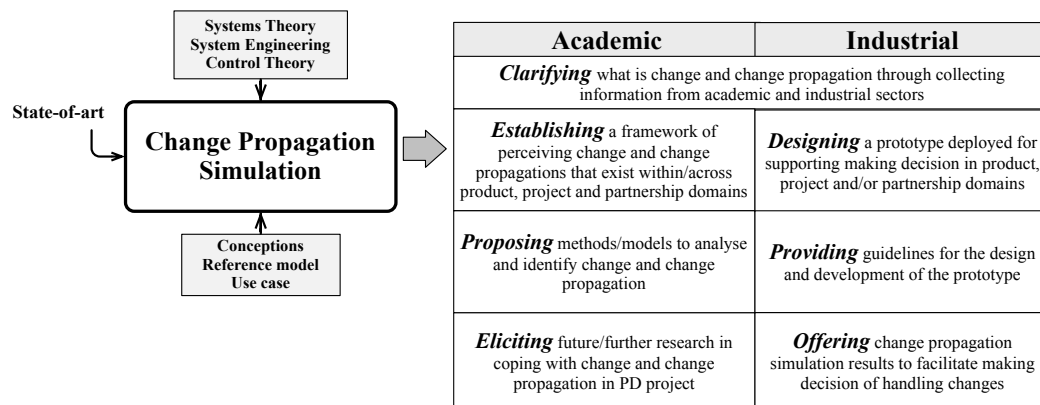 Systems Theory
System Engineering
Control Theory
State-of-art
Change Propagation
Simulation
Conceptions
Reference model
Use case
Academic
Industrial
Clarifying what is change and change propagation through collecting
information from academic and industrial sectors
Establishing a framework of
perceiving change and change
propagations that exist within/across
product, project and partnership domains
Designing a prototype deployed for
supporting making decision in product,
project and/or partnership domains
Proposing methods/models to analyse
and identify change and change
propagation
Providing guidelines for the design
and development of the prototype
Eliciting future/further research in
coping with change and change
propagation in PD project
Offering change propagation
simulation results to facilitate making
decision of handling changes